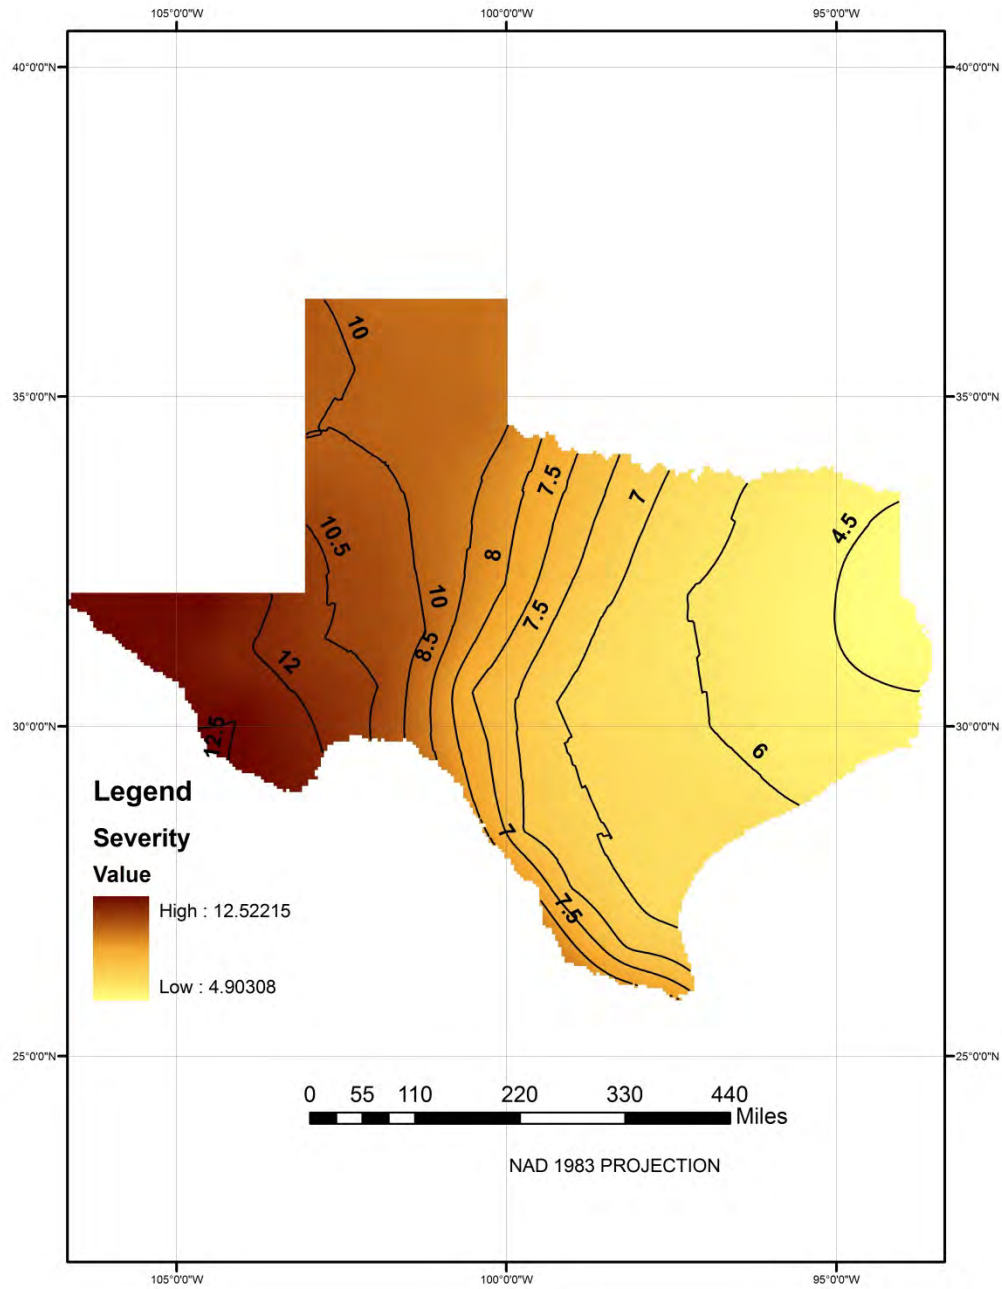 105°0'0"W 100°0'0"W 95°0'0"W
40°0'0"N 40°0'0"N
10
35°0'0"N 35°0'0"N
7.5 7
10.5 4.5
8
10 7.5
8.5
12
30°0'0"N 12.5 6 30°0'0"N
Legend
Severity
7
Value
High : 12.52215
7.5
Low : 4.90308
25°0'0"N 25°0'0"N
0 55 110 220 330 440
Miles
NAD 1983 PROJECTION
105°0'0"W 100°0'0"W 95°0'0"W